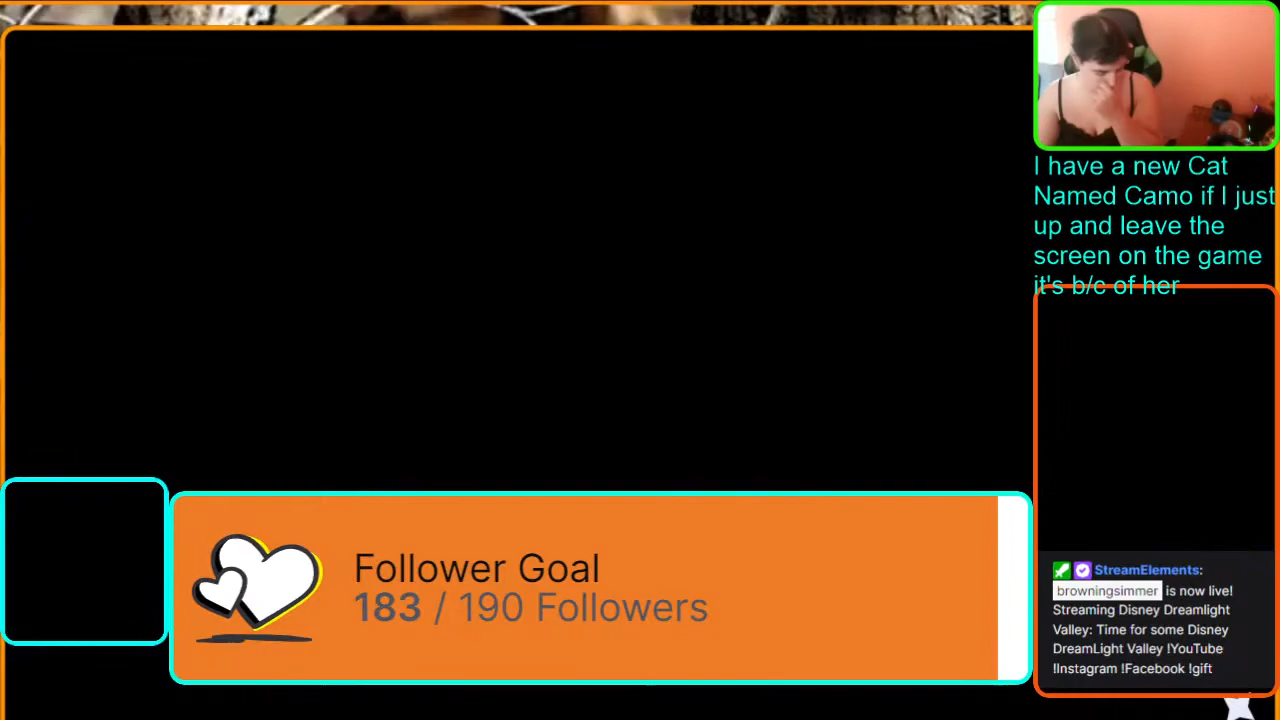 I have a new Cat
Named Camo if I just
up and leave the
screen on the game
it's b/c of her
Follower Goal
183 / 190 Followers
StreamElements:
browningsimmer is now live!
Streaming Disney Dreamlight
Valley: Time for some Disney
DreamLight Valley !YouTube
!Instagram !Facebook !gift